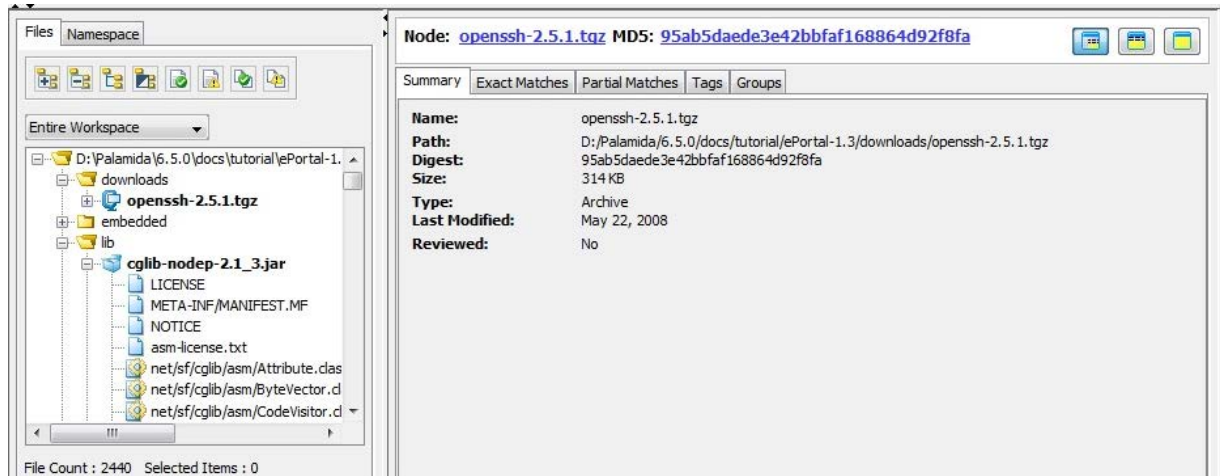 Files Namespace
Entire Workspace
D:\Palamida\6.5.0\docs\tutorial\ePortal-1.
downloads
openssh-2.5.1.tgz
embedded
lib
cglib-nodep-2.1_3.jar
LICENSE
META-INF/MANIFEST.MF
NOTICE
asm-license.txt
net/sf/cglib/asm/Attribute.clas
net/sf/cglib/asm/ByteVector.cl
net/sf/cglib/asm/CodeVisitor.cl
File Count : 2440 Selected Items : 0
Node: openssh-2.5.1.tgz MD5: 95ab5daede3e42bbfaf168864d92f8fa
Summary Exact Matches Partial Matches Tags Groups
Name: openssh-2.5.1.tgz
Path: D:/Palamida/6.5.0/docs/tutorial/ePortal-1.3/downloads/openssh-2.5.1.tgz
Digest: 95ab5daede3e42bbfaf168864d92f8fa
Size: 314 KB
Type: Archive
Last Modified: May 22, 2008
Reviewed: No